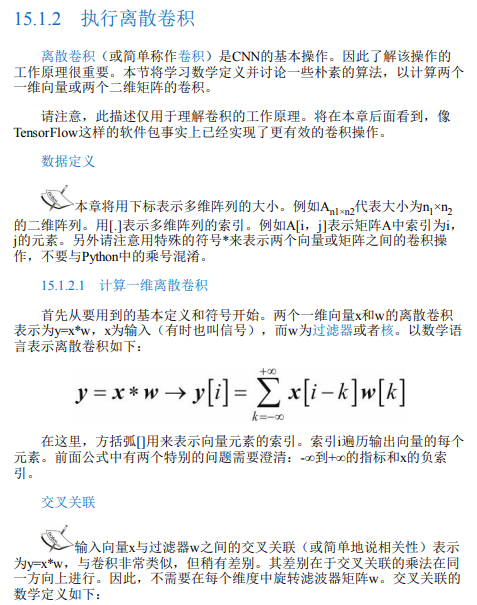 15.1.2 执行离散卷积
离散卷积（或简单称作卷积）是CNN的基本操作。因此了解该操作的
工作原理很重要。本节将学习数学定义并讨论一些朴素的算法，以计算两个
一维向量或两个二维矩阵的卷积。
请注意，此描述仅用于理解卷积的工作原理。将在本章后面看到，像
TensorFlow这样的软件包事实上已经实现了更有效的卷积操作。
数据定义
本章将用下标表示多维阵列的大小。例如Aₙ₁×ₙ₂代表大小为n₁×n₂
的二维阵列。用[.]表示多维阵列的索引。例如A[i，j]表示矩阵A中索引为i，
j的元素。另外请注意用特殊的符号*来表示两个向量或矩阵之间的卷积操
作，不要与Python中的乘号混淆。
15.1.2.1 计算一维离散卷积
首先从要用到的基本定义和符号开始。两个一维向量x和w的离散卷积
表示为y=x*w，x为输入（有时也叫信号），而w为过滤器或者核。以数学语
言表示离散卷积如下：
y = x * w → y[i] = ∑_{k=-∞}^{+∞} x[i-k]w[k]
在这里，方括弧[]用来表示向量元素的索引。索引i遍历输出向量的每个
元素。前面公式中有两个特别的问题需要澄清：-∞到+∞的指标和x的负索
引。
交叉关联
输入向量x与过滤器w之间的交叉关联（或简单地说相关性）表示
为y=x*w，与卷积非常类似，但稍有差别。其差别在于交叉关联的乘法在同
一方向上进行。因此，不需要在每个维度中旋转滤波器矩阵w。交叉关联的
数学定义如下：